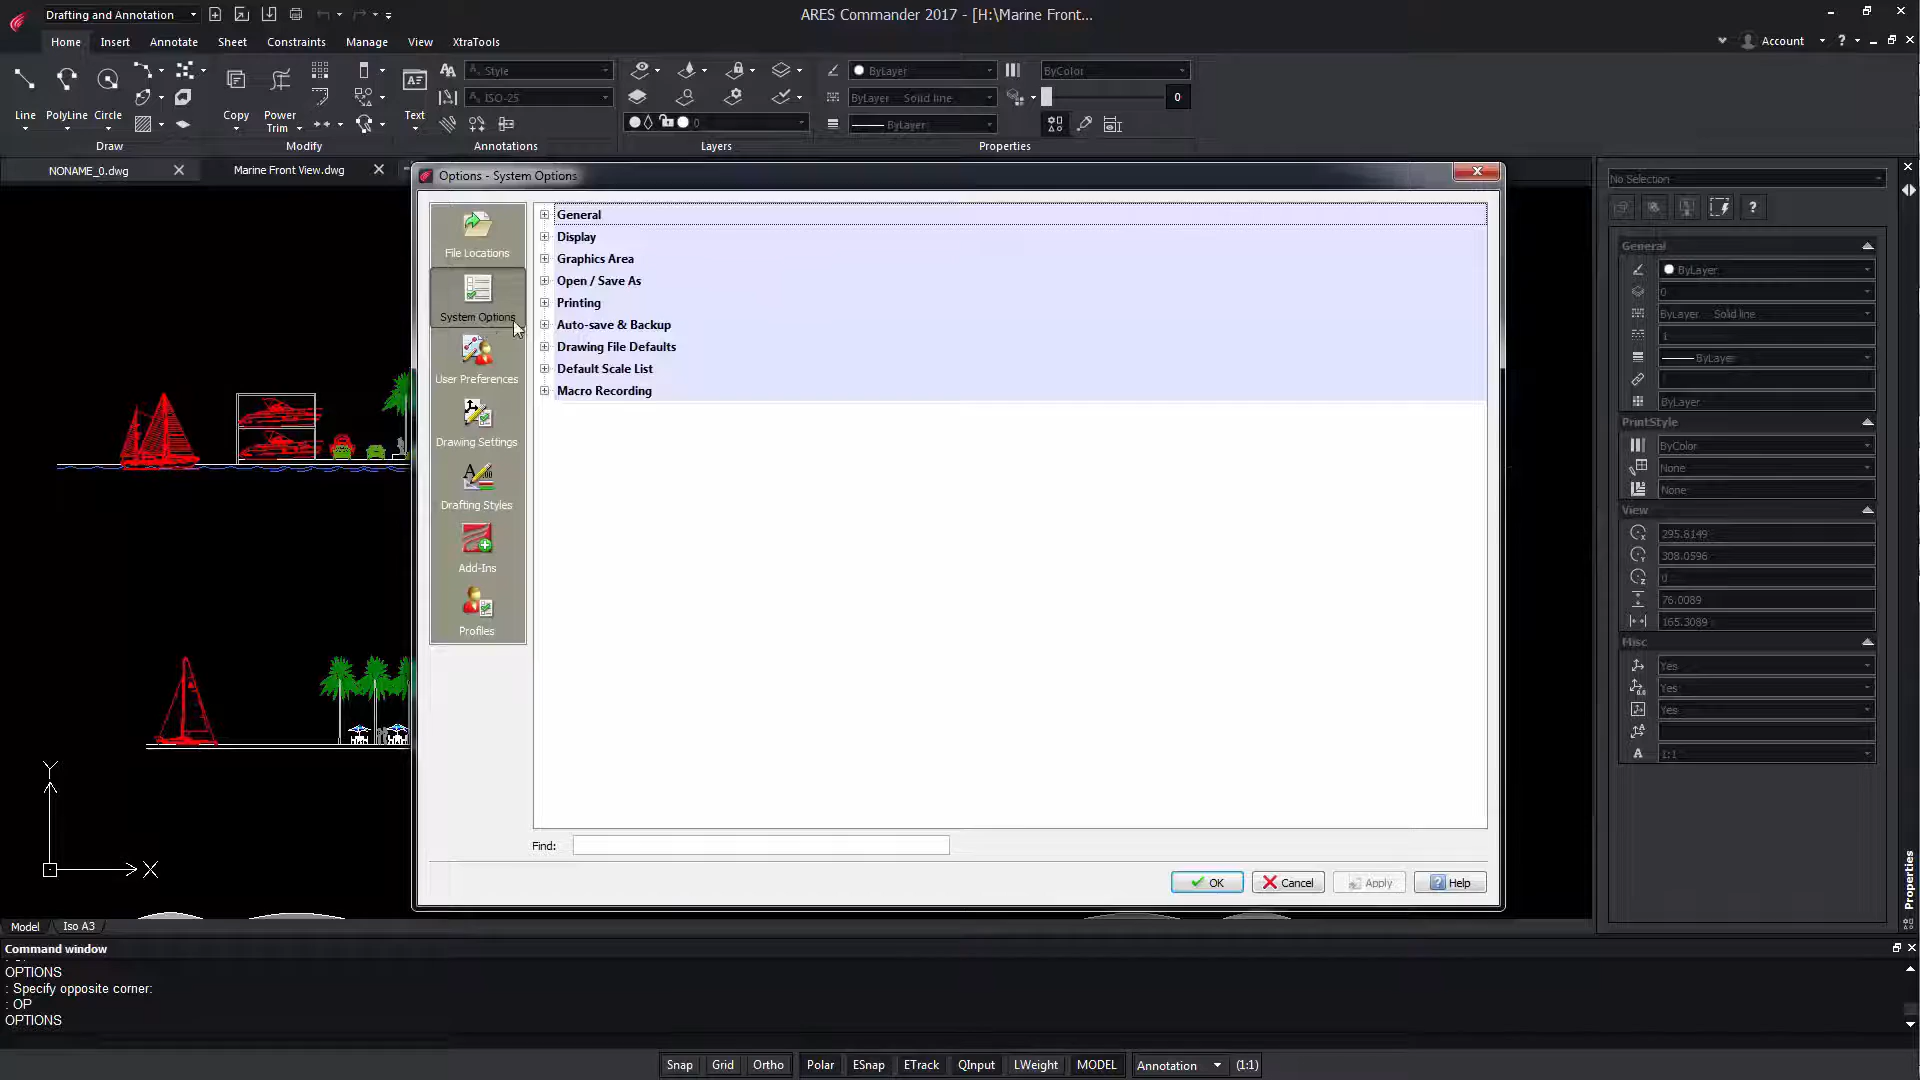 Drafting and Annotation
ARES Commander 2017 - [H:\Marine Front...
Home Insert Annotate Sheet Constraints Manage View XtraTools
Account ?
Style
ByLayer
ByColor
ISO-25
ByLayer Solid line
0
Line PolyLine Circle
Copy Power Trim
Text
0
ByLayer
Draw Modify Annotations Layers Properties
NONAME_0.dwg
Marine Front View.dwg
Options - System Options
No Selection
File Locations
System Options
User Preferences
Drawing Settings
Drafting Styles
Add-Ins
Profiles
General
Display
Graphics Area
Open / Save As
Printing
Auto-save & Backup
Drawing File Defaults
Default Scale List
Macro Recording
Find:
OK Cancel Apply Help
General
ByLayer
0
ByLayer Solid line
1
ByLayer
ByLayer
PrintStyle
ByColor
None
None
View
295.8149
308.0596
0
76.0089
165.3089
Misc
Yes
Yes
Yes
1:1
Properties
Y
X
Model Iso A3
Command window
OPTIONS
: Specify opposite corner:
: OP
OPTIONS
Snap Grid Ortho Polar ESnap ETrack QInput LWeight MODEL Annotation (1:1)